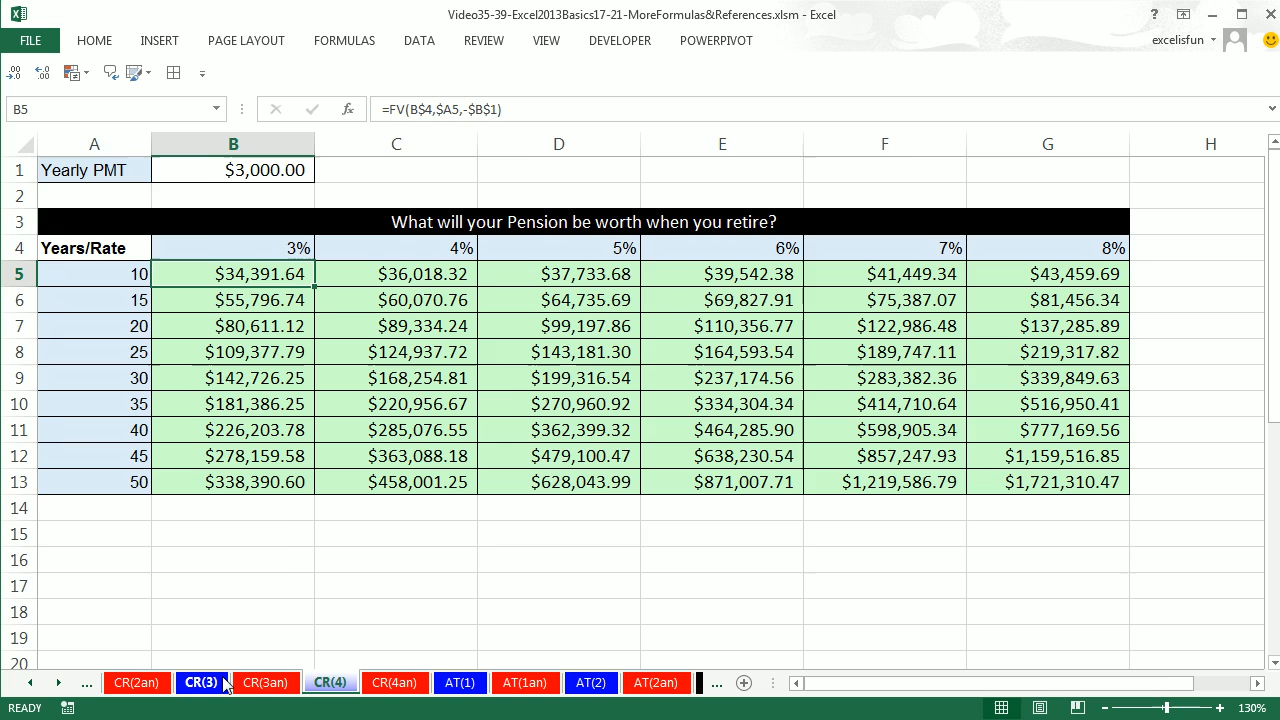 Video35-39-Excel2013Basics17-21-MoreFormulas&References.xlsm - Excel
?
FILE HOME INSERT PAGE LAYOUT FORMULAS DATA REVIEW VIEW DEVELOPER POWERPIVOT excelisfun
B5 fx =FV(B$4,$A5,-$B$1)
A B C D E F G H
1 Yearly PMT $3,000.00
2
3 What will your Pension be worth when you retire?
4 Years/Rate 3% 4% 5% 6% 7% 8%
5 10 $34,391.64 $36,018.32 $37,733.68 $39,542.38 $41,449.34 $43,459.69
6 15 $55,796.74 $60,070.76 $64,735.69 $69,827.91 $75,387.07 $81,456.34
7 20 $80,611.12 $89,334.24 $99,197.86 $110,356.77 $122,986.48 $137,285.89
8 25 $109,377.79 $124,937.72 $143,181.30 $164,593.54 $189,747.11 $219,317.82
9 30 $142,726.25 $168,254.81 $199,316.54 $237,174.56 $283,382.36 $339,849.63
10 35 $181,386.25 $220,956.67 $270,960.92 $334,304.34 $414,710.64 $516,950.41
11 40 $226,203.78 $285,076.55 $362,399.32 $464,285.90 $598,905.34 $777,169.56
12 45 $278,159.58 $363,088.18 $479,100.47 $638,230.54 $857,247.93 $1,159,516.85
13 50 $338,390.60 $458,001.25 $628,043.99 $871,007.71 $1,219,586.79 $1,721,310.47
14
15
16
17
18
19
20
... CR(2an) CR(3) CR(3an) CR(4) CR(4an) AT(1) AT(1an) AT(2) AT(2an) ...
READY 130%